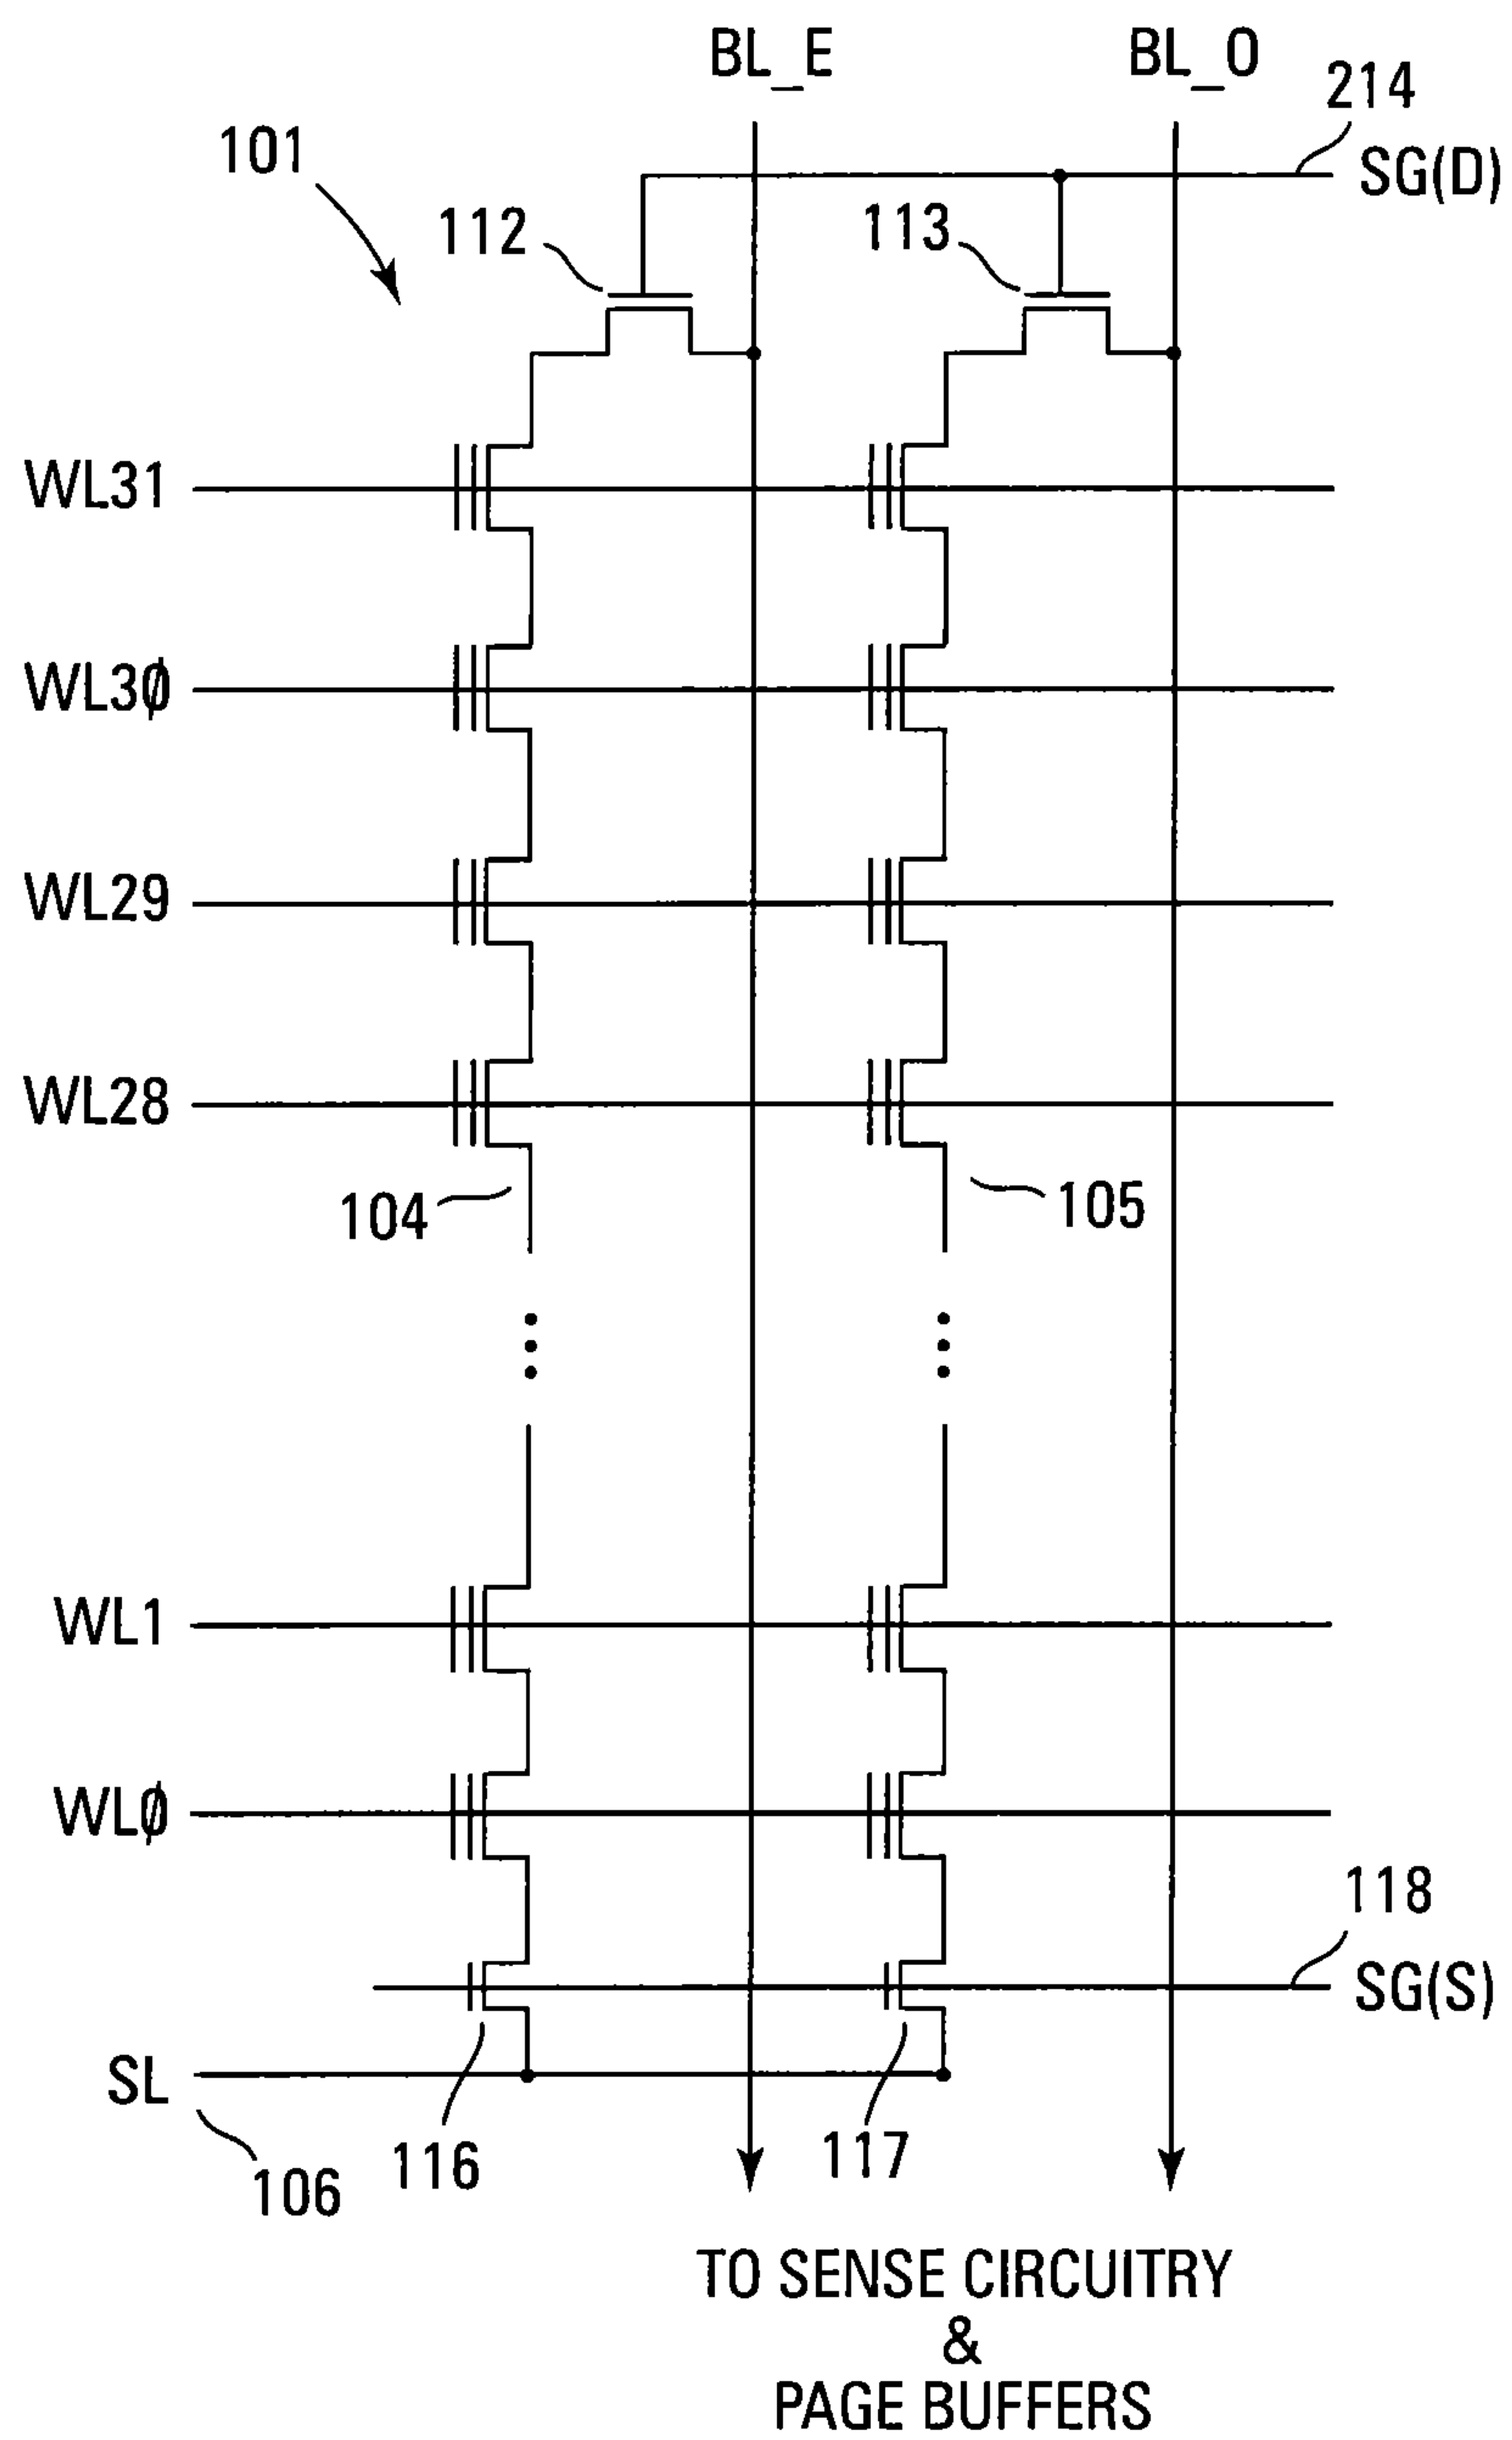 BL_E
BL_O
214
SG(D)
101
112
113
WL31
WL3Ø
WL29
WL28
104
105
WL1
WLØ
118
SG(S)
SL
116
117
106
TO SENSE CIRCUITRY
&
PAGE BUFFERS